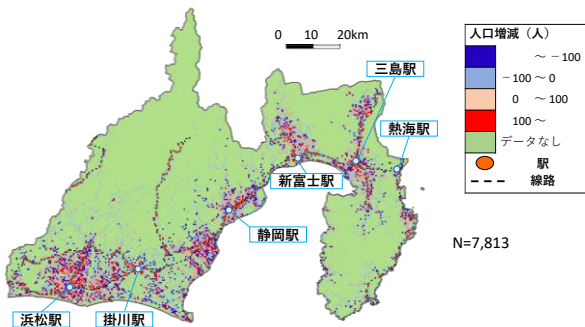 0 10 20km
三島駅
熱海駅
新富士駅
静岡駅
浜松駅
掛川駅
人口増減（人）
～－100
－100～0
0 ～100
100～
データなし
駅
線路
N=7,813